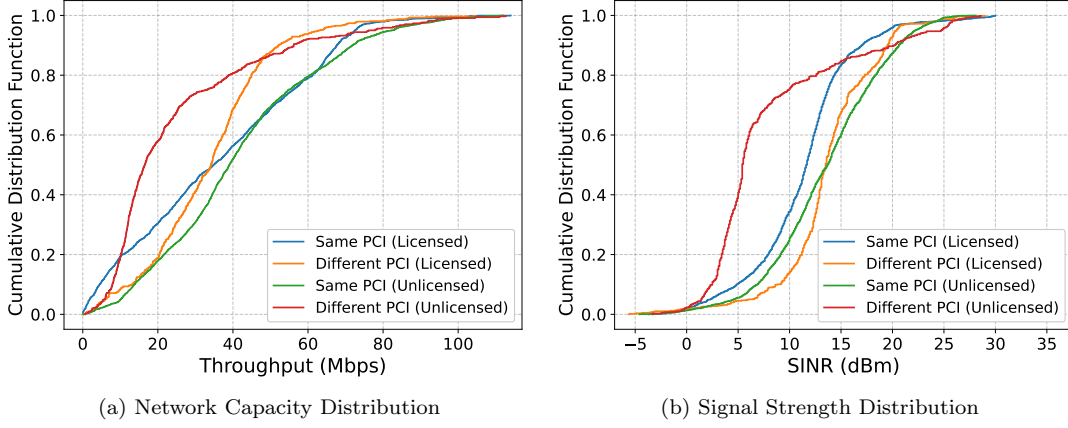 Cumulative Distribution Function
1.0
0.8
0.6
0.4
0.2
0.0
0 20 40 60 80 100
Throughput (Mbps)
Same PCI (Licensed)
Different PCI (Licensed)
Same PCI (Unlicensed)
Different PCI (Unlicensed)
(a) Network Capacity Distribution
Cumulative Distribution Function
1.0
0.8
0.6
0.4
0.2
0.0
−5 0 5 10 15 20 25 30 35
SINR (dBm)
Same PCI (Licensed)
Different PCI (Licensed)
Same PCI (Unlicensed)
Different PCI (Unlicensed)
(b) Signal Strength Distribution